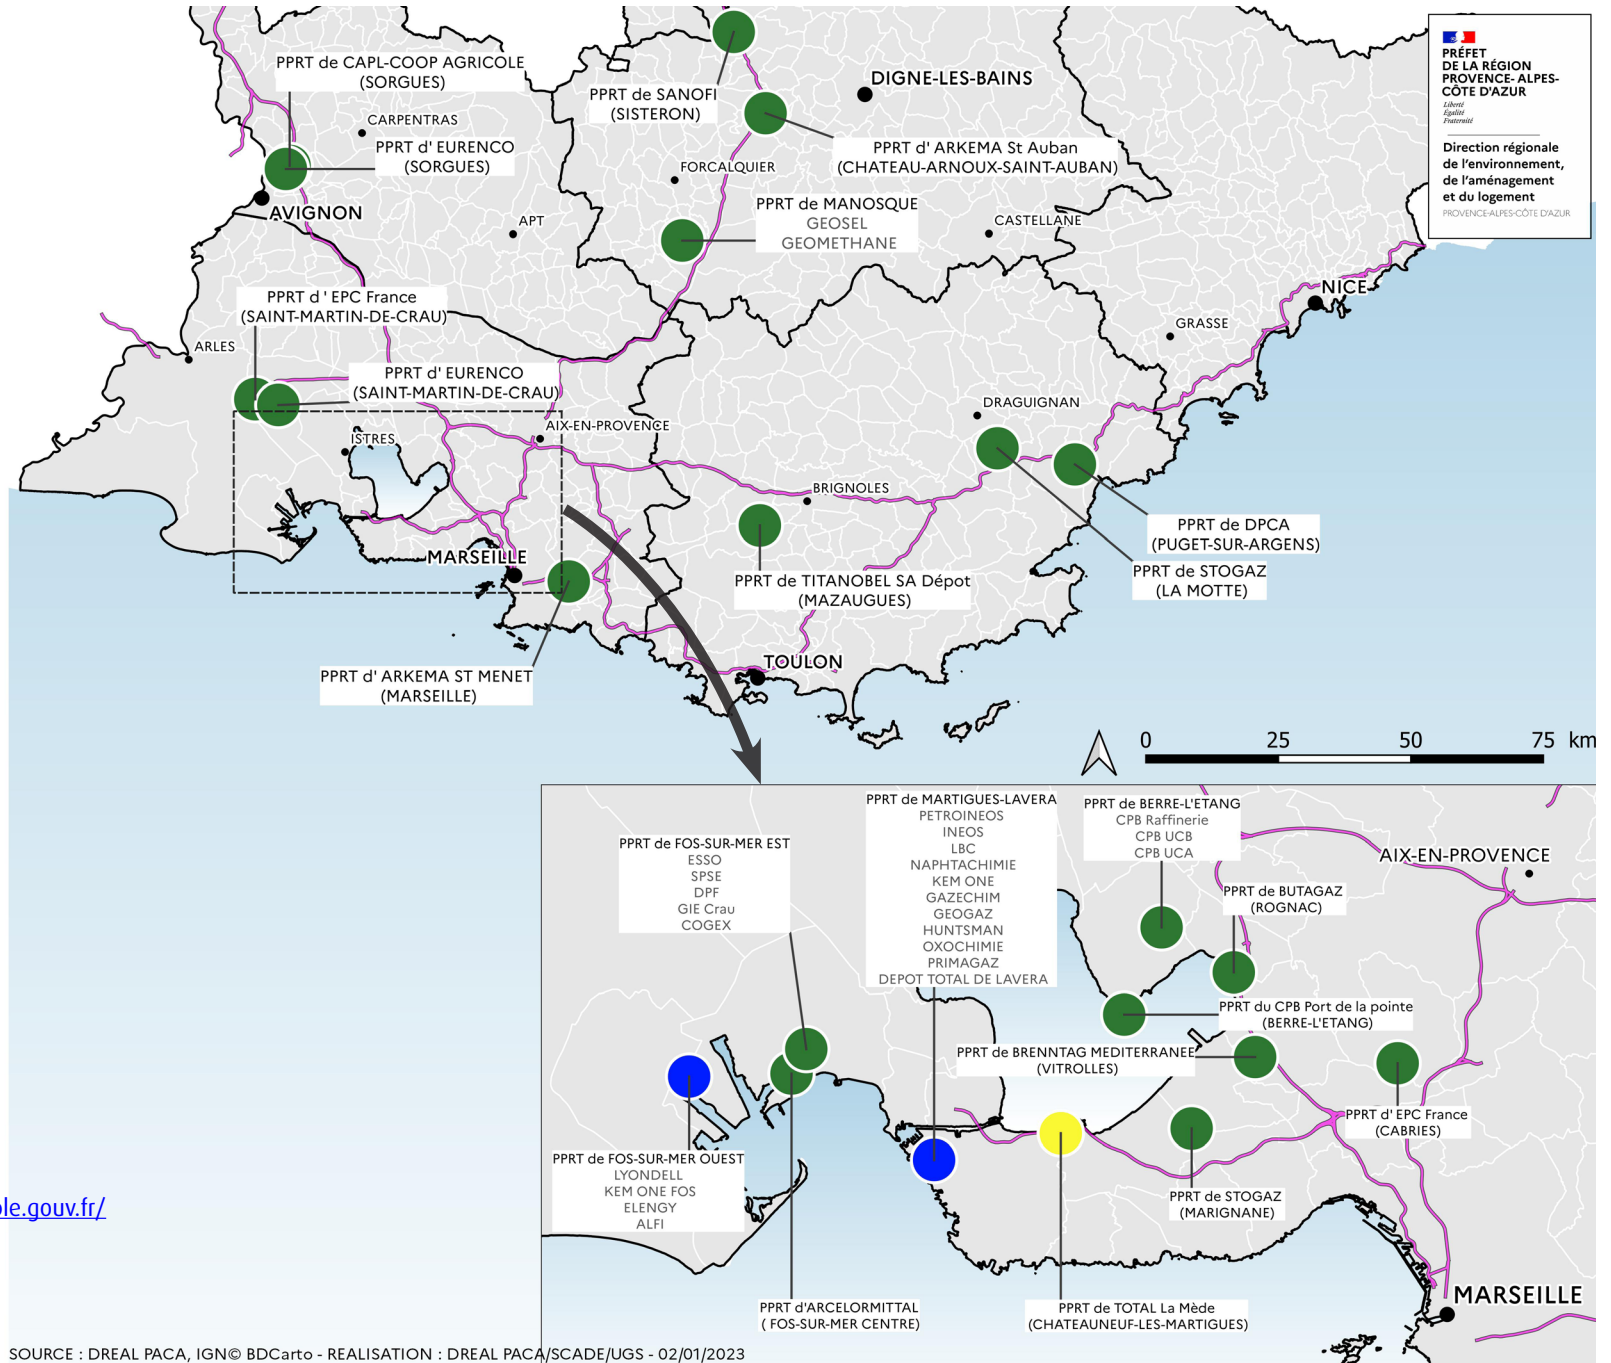 PPRT de CAPL-COOP AGRICOLE
(SORGUES)
CARPENTRAS
PPRT d' EURENCO
(SORGUES)
AVIGNON
APT
PPRT de SANOFI
(SISTERON)
DIGNE-LES-BAINS
PPRT d' ARKEMA St Auban
(CHATEAU-ARNOUX-SAINT-AUBAN)
FORCALQUIER
PPRT de MANOSQUE
GEOSEL
GEOMETHANE
CASTELLANE
PRÉFET
DE LA RÉGION
PROVENCE- ALPES-
CÔTE D'AZUR
Liberté
Égalité
Fraternité
Direction régionale
de l'environnement,
de l'aménagement
et du logement
PROVENCE-ALPES-CÔTE D'AZUR
NICE
GRASSE
PPRT d ' EPC France
(SAINT-MARTIN-DE-CRAU)
ARLES
PPRT d' EURENCO
(SAINT-MARTIN-DE-CRAU)
ISTRES
AIX-EN-PROVENCE
DRAGUIGNAN
BRIGNOLES
PPRT de DPCA
(PUGET-SUR-ARGENS)
PPRT de STOGAZ
(LA MOTTE)
MARSEILLE
PPRT de TITANOBEL SA Dépot
(MAZAUGUES)
PPRT d' ARKEMA ST MENET
(MARSEILLE)
TOULON
0 25 50 75 km
PPRT de FOS-SUR-MER EST
ESSO
SPSE
DPF
GIE Crau
COGEX
PPRT de MARTIGUES-LAVERA
PETROINEOS
INEOS
LBC
NAPHTACHIMIE
KEM ONE
GAZECHIM
GEOGAZ
HUNTSMAN
OXOCHIMIE
PRIMAGAZ
DEPOT TOTAL DE LAVERA
PPRT de BERRE-L'ETANG
CPB Raffinerie
CPB UCB
CPB UCA
AIX-EN-PROVENCE
PPRT de BUTAGAZ
(ROGNAC)
PPRT du CPB Port de la pointe
(BERRE-L'ETANG)
PPRT de BRENNTAG MEDITERRANEE
(VITROLLES)
PPRT d' EPC France
(CABRIES)
PPRT de FOS-SUR-MER OUEST
LYONDELL
KEM ONE FOS
ELENGY
ALFI
PPRT de STOGAZ
(MARIGNANE)
PPRT d'ARCELORMITTAL
( FOS-SUR-MER CENTRE)
PPRT de TOTAL La Mède
(CHATEAUNEUF-LES-MARTIGUES)
MARSEILLE
le.gouv.fr/
SOURCE : DREAL PACA, IGN© BDCarto - REALISATION : DREAL PACA/SCADE/UGS - 02/01/2023